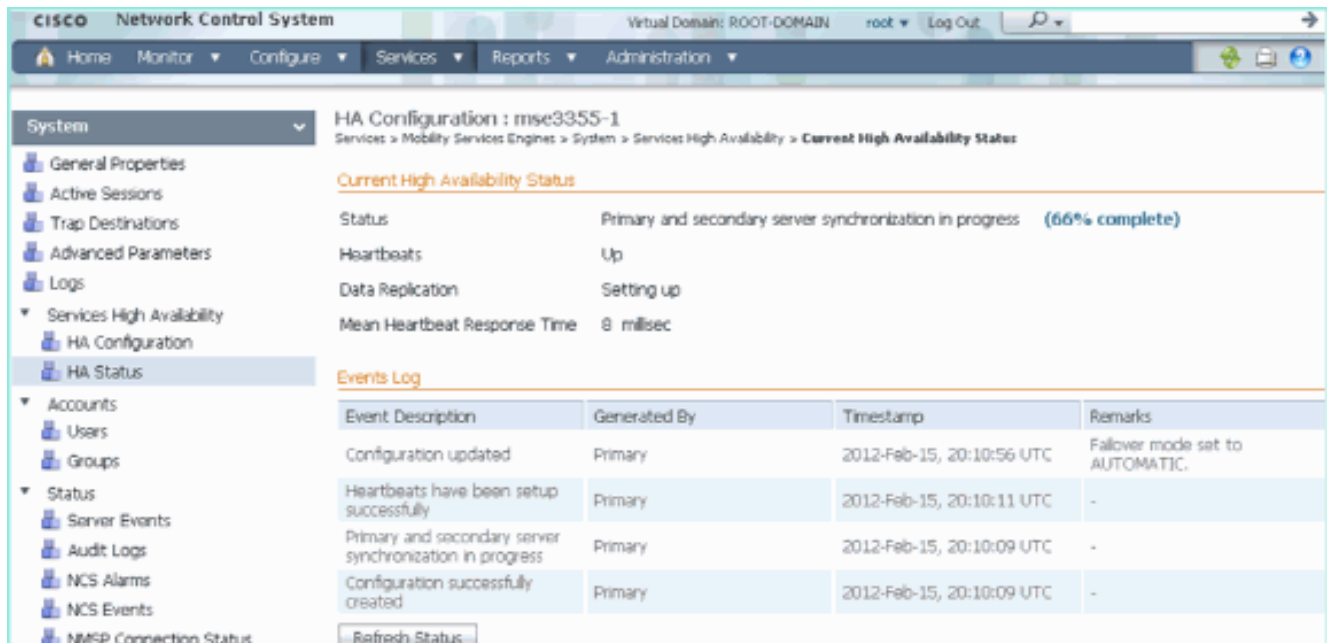 CISCO Network Control System
Virtual Domain: ROOT-DOMAIN root Log Out
Home Monitor Configure Services Reports Administration
System
General Properties
Active Sessions
Trap Destinations
Advanced Parameters
Logs
Services High Availability
HA Configuration
HA Status
Accounts
Users
Groups
Status
Server Events
Audit Logs
NCS Alarms
NCS Events
NMSP Connection Status
HA Configuration : mse3355-1
Services > Mobility Services Engines > System > Services High Availability > Current High Availability Status
Current High Availability Status
Status Primary and secondary server synchronization in progress (66% complete)
Heartbeats Up
Data Replication Setting up
Mean Heartbeat Response Time 8 millisec
Events Log
Event Description Generated By Timestamp Remarks
Configuration updated Primary 2012-Feb-15, 20:10:56 UTC Failover mode set to
AUTOMATIC.
Heartbeats have been setup
successfully Primary 2012-Feb-15, 20:10:11 UTC -
Primary and secondary server
synchronization in progress Primary 2012-Feb-15, 20:10:09 UTC -
Configuration successfully
created Primary 2012-Feb-15, 20:10:09 UTC -
Refresh Status